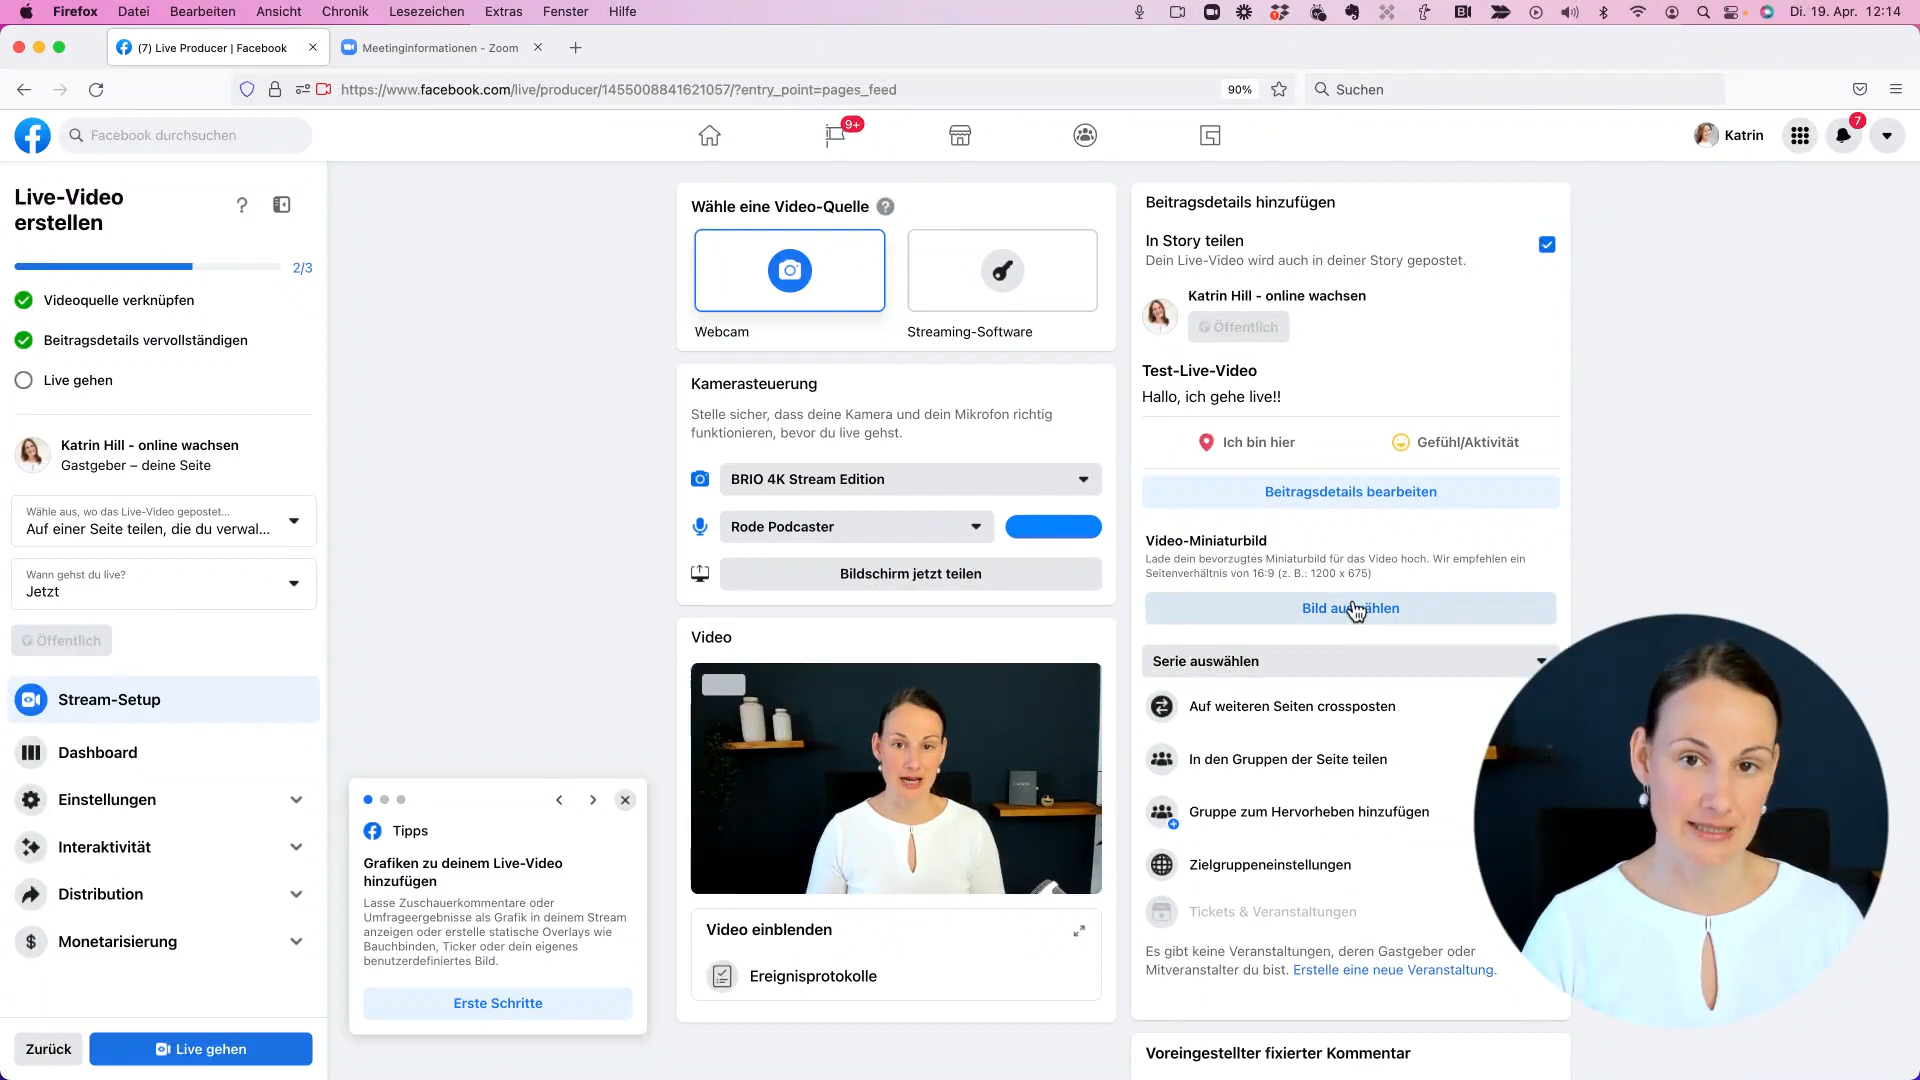 Firefox Datei Bearbeiten Ansicht Chronik Lesezeichen Extras Fenster Hilfe
Di. 19. Apr. 12:14
(7) Live Producer | Facebook
Meetinginformationen - Zoom
https://www.facebook.com/live/producer/1455008841621057/?entry_point=pages_feed
90%
Suchen
Facebook durchsuchen
9+
Katrin
7
Live-Video
erstellen
2/3
Videoquelle verknüpfen
Beitragsdetails vervollständigen
Live gehen
Katrin Hill - online wachsen
Gastgeber – deine Seite
Wähle aus, wo das Live-Video gepostet...
Auf einer Seite teilen, die du verwal...
Wann gehst du live?
Jetzt
Öffentlich
Stream-Setup
Dashboard
Einstellungen
Interaktivität
Distribution
Monetarisierung
Zurück
Live gehen
Tipps
Grafiken zu deinem Live-Video
hinzufügen
Lasse Zuschauerkommentare oder
Umfrageergebnisse als Grafik in deinem Stream
anzeigen oder erstelle statische Overlays wie
Bauchbinden, Ticker oder dein eigenes
benutzerdefiniertes Bild.
Erste Schritte
Wähle eine Video-Quelle
Webcam
Streaming-Software
Kamerasteuerung
Stelle sicher, dass deine Kamera und dein Mikrofon richtig
funktionieren, bevor du live gehst.
BRIO 4K Stream Edition
Rode Podcaster
Bildschirm jetzt teilen
Video
Video einblenden
Ereignisprotokolle
Beitragsdetails hinzufügen
In Story teilen
Dein Live-Video wird auch in deiner Story gepostet.
Katrin Hill - online wachsen
Öffentlich
Test-Live-Video
Hallo, ich gehe live!!
Ich bin hier
Gefühl/Aktivität
Beitragsdetails bearbeiten
Video-Miniaturbild
Lade dein bevorzugtes Miniaturbild für das Video hoch. Wir empfehlen ein
Seitenverhältnis von 16:9 (z. B.: 1200 x 675)
Bild auswählen
Serie auswählen
Auf weiteren Seiten crossposten
In den Gruppen der Seite teilen
Gruppe zum Hervorheben hinzufügen
Zielgruppeneinstellungen
Tickets & Veranstaltungen
Es gibt keine Veranstaltungen, deren Gastgeber oder
Mitveranstalter du bist. Erstelle eine neue Veranstaltung.
Voreingestellter fixierter Kommentar